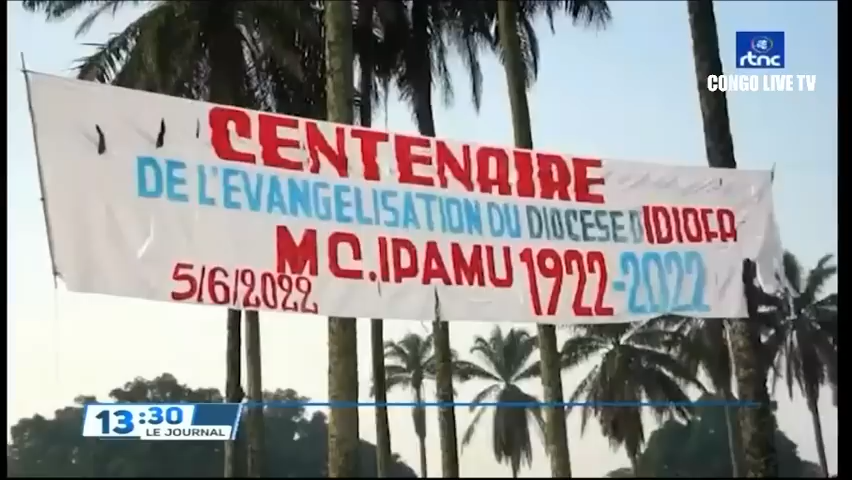 rtnc
CONGO LIVE TV
CENTENAIRE
DE L'EVANGELISATION DU DIOCESE D'IDIOFA
M C. IPAMU 1922-2022
5/6/2022
13:30
LE JOURNAL